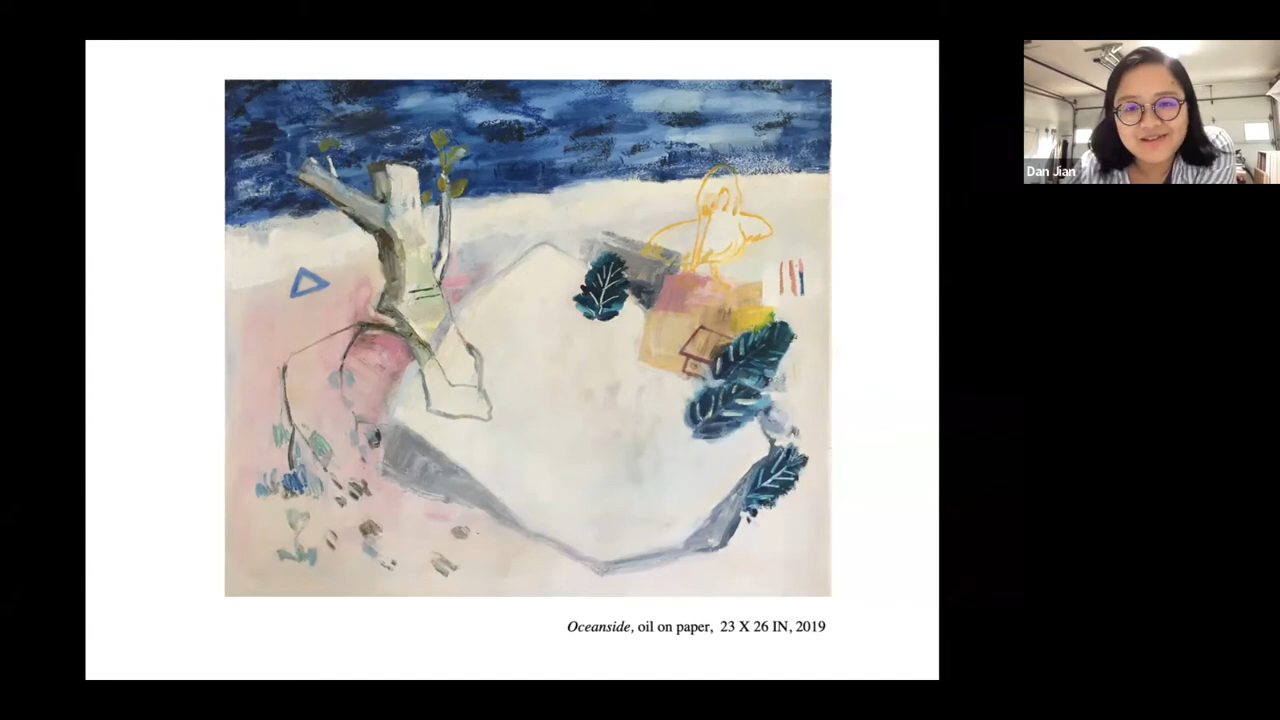 Dan Jian
Oceanside, oil on paper, 23 X 26 IN, 2019